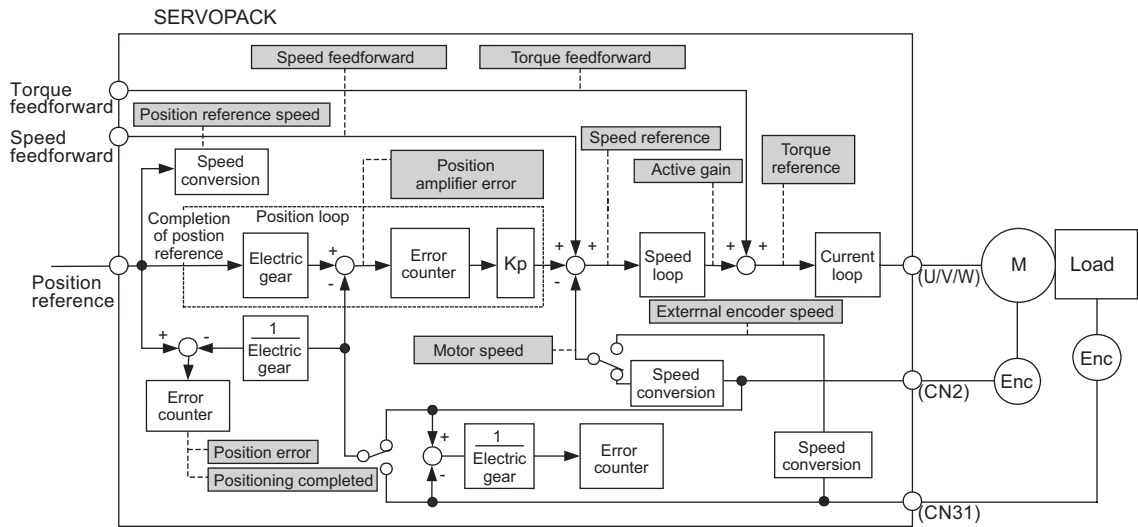 SERVOPACK
Speed feedforward
Torque feedforward
Torque
feedforward
Position reference speed
Speed
feedforward
Speed reference
Speed
conversion
Position
amplifier error
Active gain
Torque
reference
Completion
of postion
reference
Position loop
Electric
gear
+
-
Error
counter
Kp
+
+
-
Speed
loop
+
+
Current
loop
(U/V/W)
M
Load
Position
reference
Exterrnal encoder speed
+
-
1
Electric
gear
Motor speed
Speed
conversion
(CN2)
Enc
Enc
Error
counter
Position error
Positioning completed
+
-
1
Electric
gear
Error
counter
Speed
conversion
(CN31)